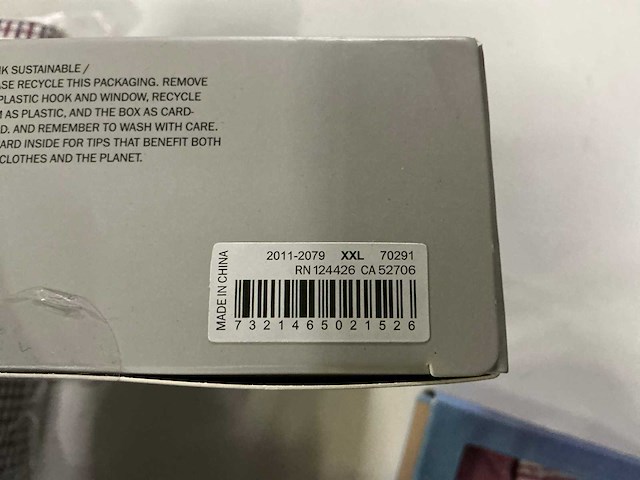 SUSTAINABLE /
RECYCLE THIS PACKAGING. REMOVE
PLASTIC HOOK AND WINDOW, RECYCLE
AS PLASTIC, AND THE BOX AS CARD-
AND REMEMBER TO WASH WITH CARE.
INSIDE FOR TIPS THAT BENEFIT BOTH
CLOTHES AND THE PLANET.
MADE IN CHINA
2011-2079 XXL 70291
RN 124426 CA 52706
7321465021526